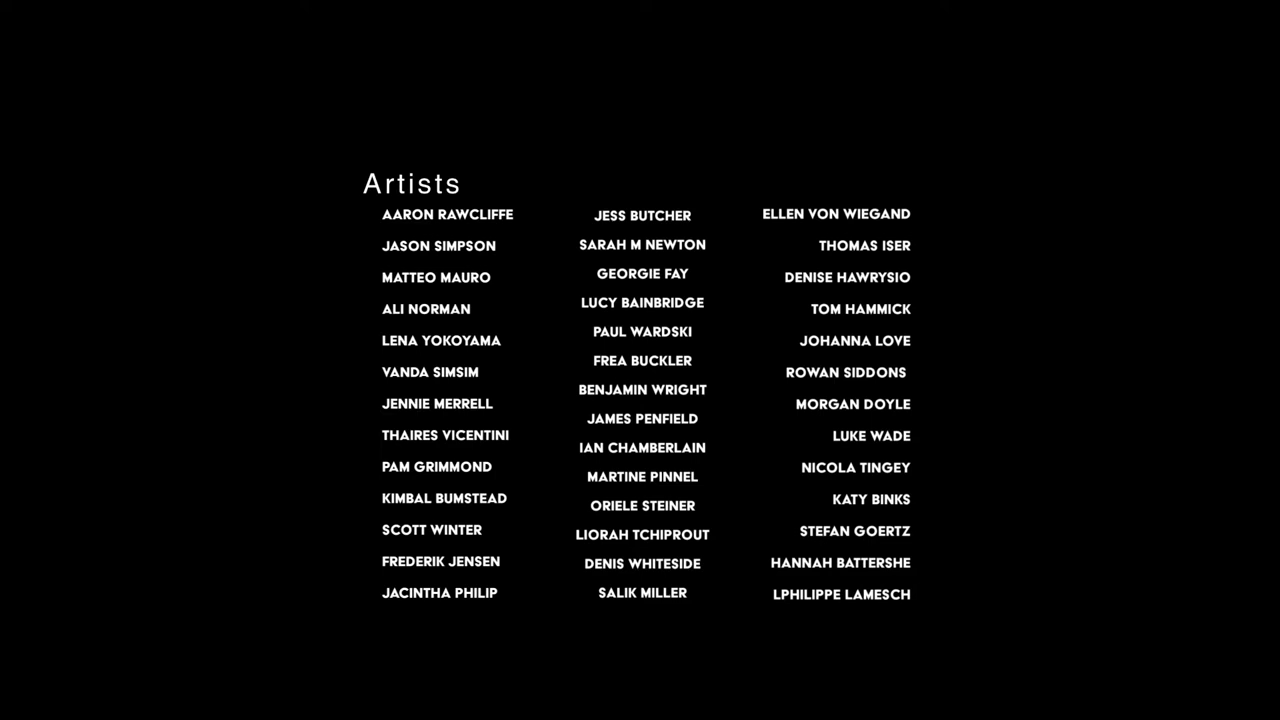 Artists
AARON RAWCLIFFE
JASON SIMPSON
MATTEO MAURO
ALI NORMAN
LENA YOKOYAMA
VANDA SIMSIM
JENNIE MERRELL
THAIRES VICENTINI
PAM GRIMMOND
KIMBAL BUMSTEAD
SCOTT WINTER
FREDERIK JENSEN
JACINTHA PHILIP
JESS BUTCHER
SARAH M NEWTON
GEORGIE FAY
LUCY BAINBRIDGE
PAUL WARDSKI
FREA BUCKLER
BENJAMIN WRIGHT
JAMES PENFIELD
IAN CHAMBERLAIN
MARTINE PINNEL
ORIELE STEINER
LIORAH TCHIPROUT
DENIS WHITESIDE
SALIK MILLER
ELLEN VON WIEGAND
THOMAS ISER
DENISE HAWRYSIO
TOM HAMMICK
JOHANNA LOVE
ROWAN SIDDONS
MORGAN DOYLE
LUKE WADE
NICOLA TINGEY
KATY BINKS
STEFAN GOERTZ
HANNAH BATTERSHE
LPHILIPPE LAMESCH